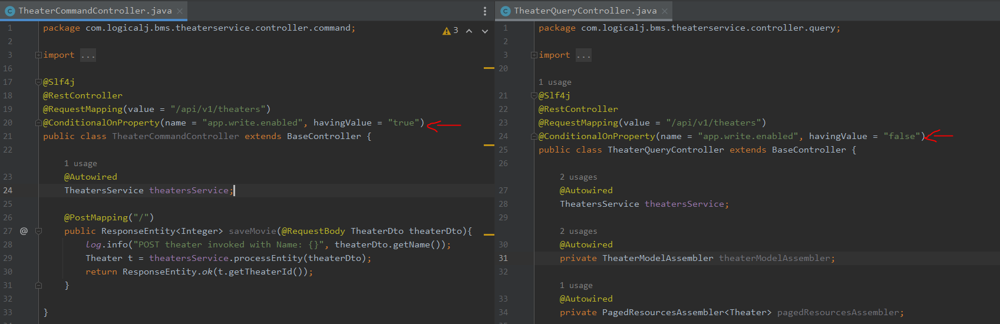 TheaterCommandController.java
1 package com.logicalj.bms.theaterservice.controller.command;
3
2
3 import ...
16
17 @Slf4j
18 @RestController
19 @RequestMapping(value = "/api/v1/theaters")
20 @ConditionalOnProperty(name = "app.write.enabled", havingValue = "true")
21 public class TheaterCommandController extends BaseController {
22
1 usage
23 @Autowired
24 TheatersService theatersService;
25
26 @PostMapping("/")
27 @ public ResponseEntity<Integer> saveMovie(@RequestBody TheaterDto theaterDto){
28 log.info("POST theater invoked with Name: {}", theaterDto.getName());
29 Theater t = theatersService.processEntity(theaterDto);
30 return ResponseEntity.ok(t.getTheaterId());
31 }
32
33 }
TheaterQueryController.java
1 package com.logicalj.bms.theaterservice.controller.query;
2
3 import ...
20
1 usage
21 @Slf4j
22 @RestController
23 @RequestMapping(value = "/api/v1/theaters")
24 @ConditionalOnProperty(name = "app.write.enabled", havingValue = "false")
25 public class TheaterQueryController extends BaseController {
26
2 usages
27 @Autowired
28 TheatersService theatersService;
29
2 usages
30 @Autowired
31 private TheaterModelAssembler theaterModelAssembler;
32
1 usage
33 @Autowired
34 private PagedResourcesAssembler<Theater> pagedResourcesAssembler;